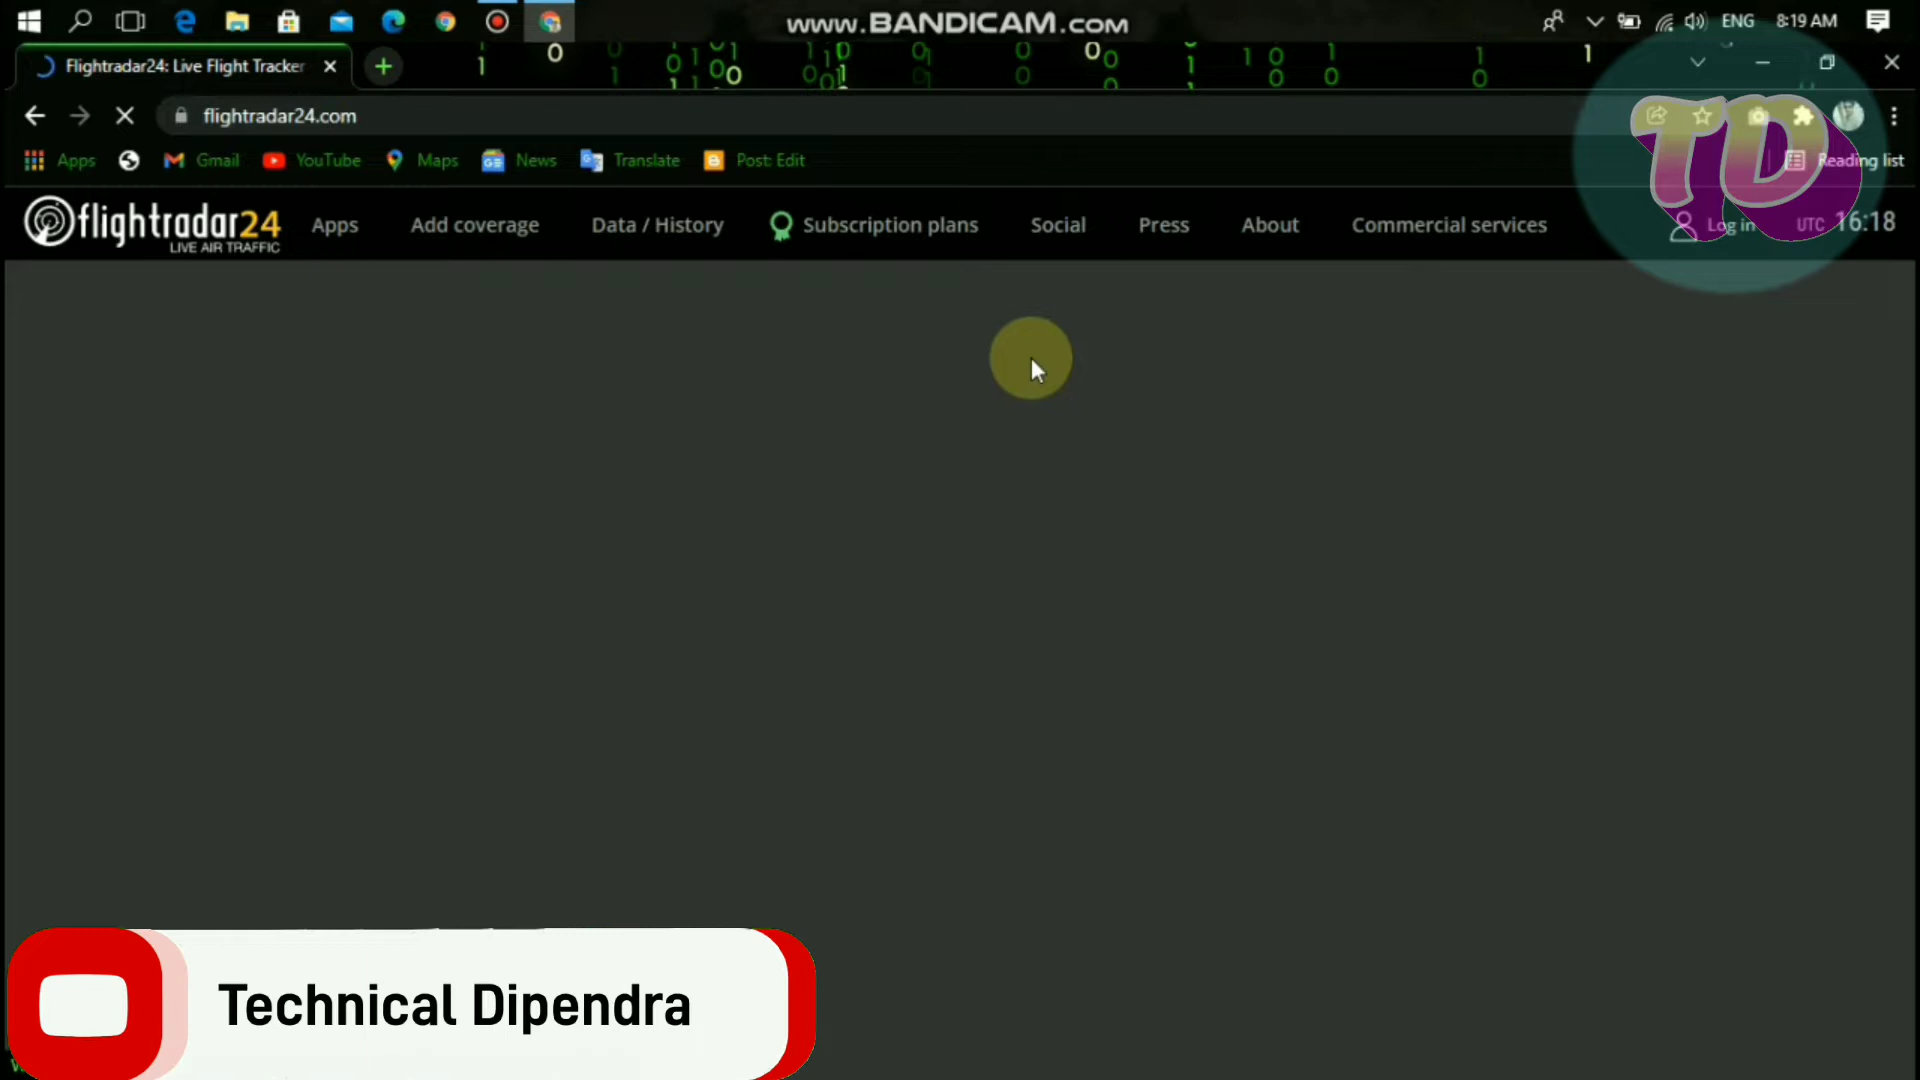 www.BANDICAM.com
ENG 8:19 AM
Flightradar24: Live Flight Tracker
flightradar24.com
Apps Gmail YouTube Maps News Translate Post: Edit Reading list
TD
flightradar24
LIVE AIR TRAFFIC
Apps Add coverage Data / History Subscription plans Social Press About Commercial services Log in UTC 16:18
Technical Dipendra